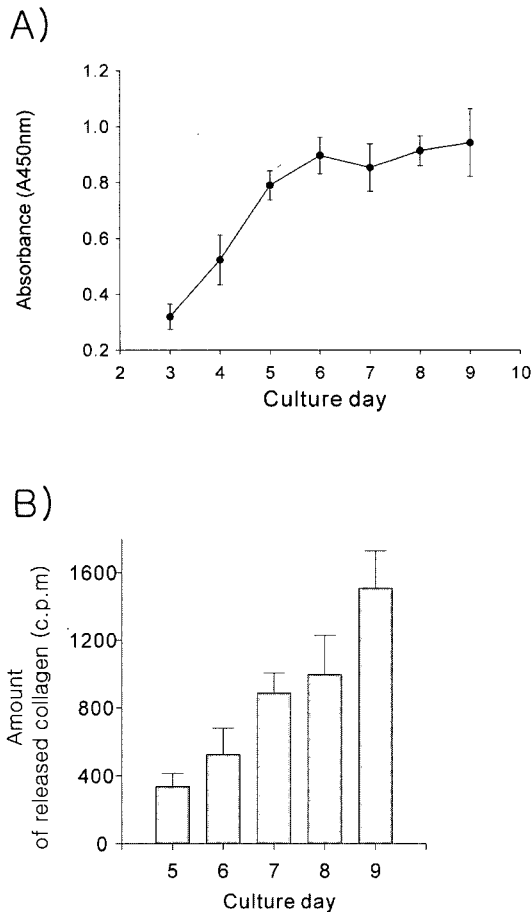 A)
1.2
1.0
0.8
0.6
0.4
0.2
Absorbance (A450nm)
2 3 4 5 6 7 8 9 10
Culture day
B)
1600
1200
800
400
0
Amount
of released collagen (c.p.m)
5 6 7 8 9
Culture day